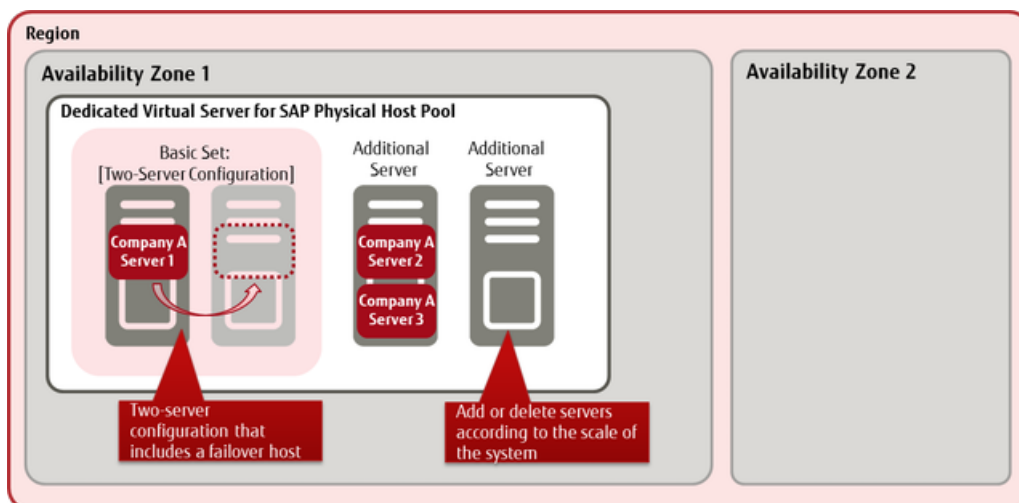 Region
Availability Zone 1
Availability Zone 2
Dedicated Virtual Server for SAP Physical Host Pool
Basic Set:
[Two-Server Configuration]
Additional
Server
Additional
Server
Company A
Server 1
Company A
Server 2
Company A
Server 3
Two-server
configuration that
includes a failover host
Add or delete servers
according to the scale of
the system